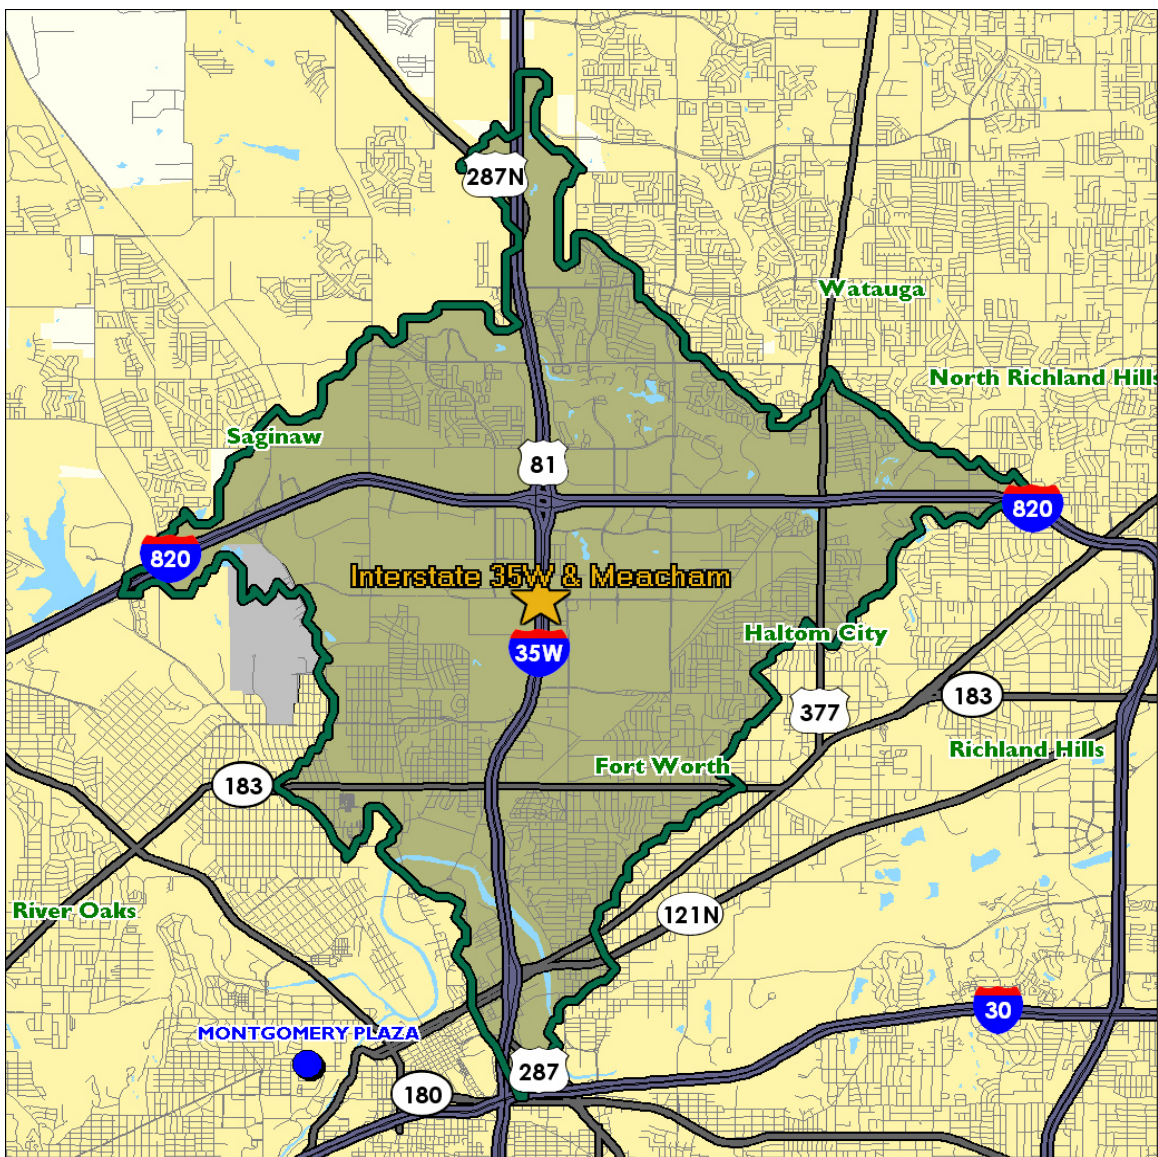 287N
Watauga
North Richland Hills
Saginaw
81
820
820
Interstate 35W & Meacham
35W
Haltom City
377
183
Richland Hills
Fort Worth
183
121N
River Oaks
30
MONTGOMERY PLAZA
287
180